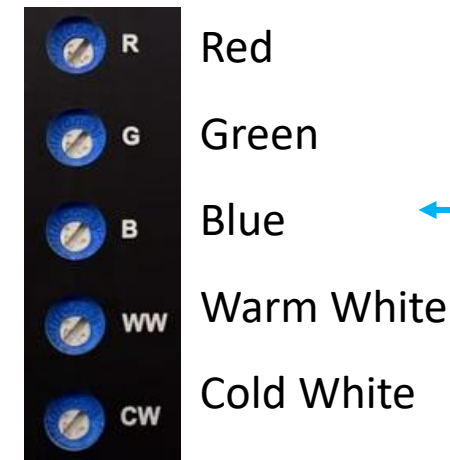 R Red
G Green
B Blue
WW Warm White
CW Cold White